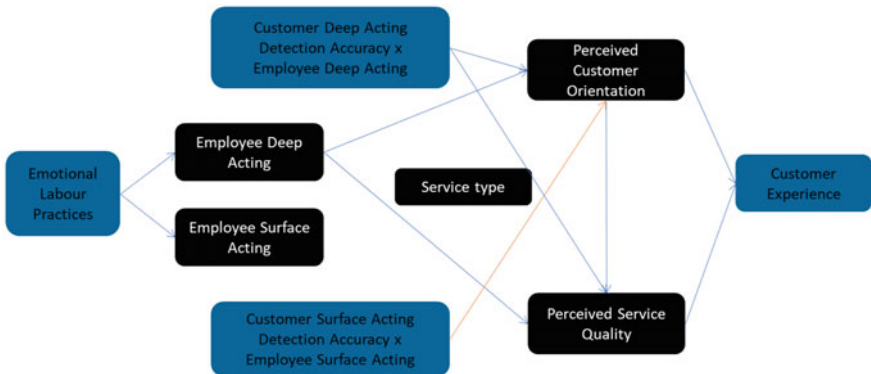 Customer Deep Acting
Detection Accuracy x
Employee Deep Acting
Perceived
Customer
Orientation
Employee Deep
Acting
Emotional
Labour
Practices
Service type
Customer
Experience
Employee Surface
Acting
Customer Surface Acting
Detection Accuracy x
Employee Surface Acting
Perceived Service
Quality